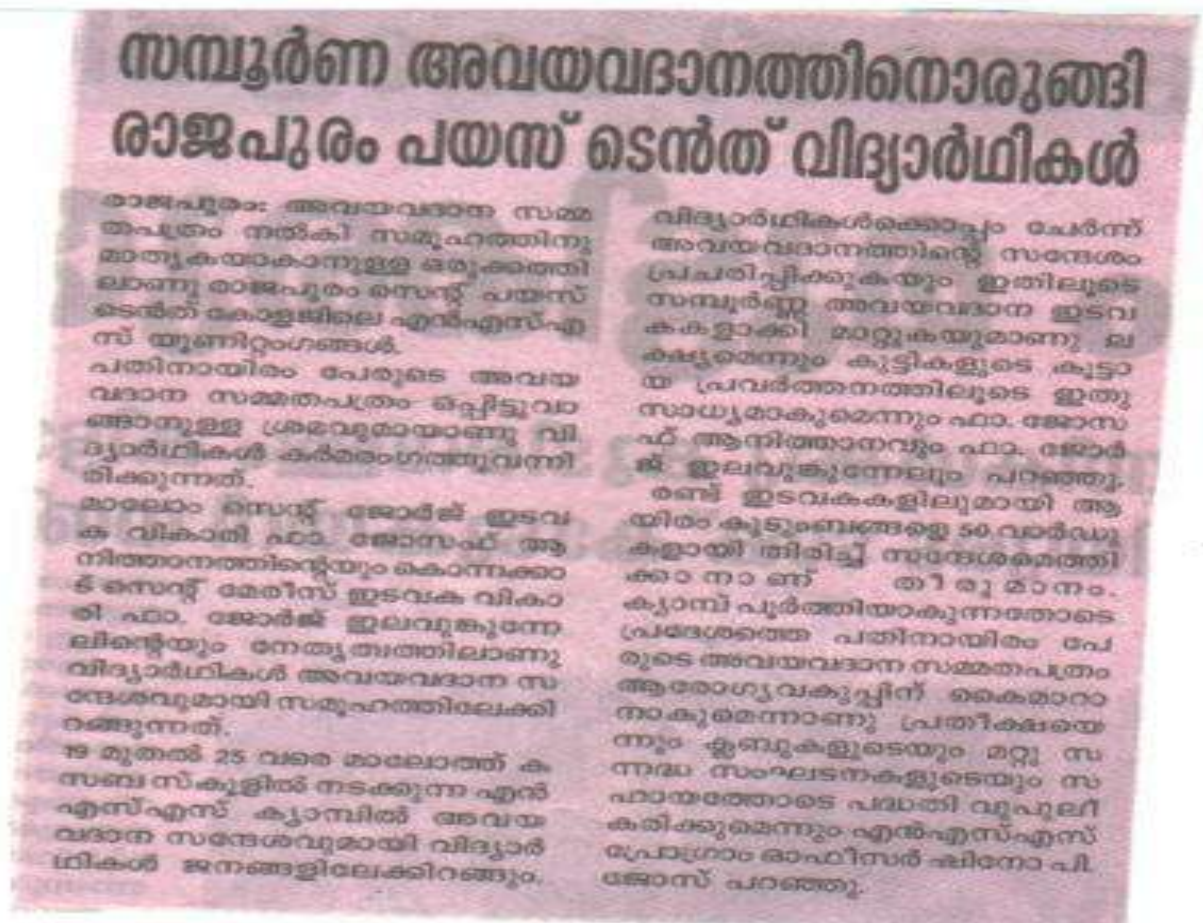 സമ്പൂർണ അവയവദാനത്തിനൊരുങ്ങി
രാജപുരം പയസ് ടെൻത് വിദ്യാർഥികൾ
രാജപുരം: അവയവദാന സമ്മ
തപത്രം നൽകി സമൂഹത്തിനു
മാതൃകയാകാനുള്ള ഒരുക്കത്തി
ലാണു രാജപുരം സെന്റ് പയസ്
ടെൻത് കോളജിലെ എൻഎസ്എ
സ് യൂണിറ്റംഗങ്ങൾ.
പതിനായിരം പേരുടെ അവയ
വദാന സമ്മതപത്രം ഒപ്പിട്ടുവാ
ങ്ങാനുള്ള ശ്രമവുമായാണു വി
ദ്യാർഥികൾ കർമരംഗത്തുവന്നി
രിക്കുന്നത്.
മാലോം സെന്റ് ജോർജ് ഇടവ
ക വികാരി ഫാ. ജോസഫ് ആ
നിത്താനത്തിന്റെയും കൊന്നക്കാ
ട് സെന്റ് മേരീസ് ഇടവക വികാ
രി ഫാ. ജോർജ് ഇലവുങ്കുന്നേ
ലിന്റെയും നേതൃത്വത്തിലാണു
വിദ്യാർഥികൾ അവയവദാന സ
ന്ദേശവുമായി സമൂഹത്തിലേക്കി
റങ്ങുന്നത്.
19 മുതൽ 25 വരെ മാലോത്ത് ക
സബ സ്കൂളിൽ നടക്കുന്ന എൻ
എസ്എസ് ക്യാമ്പിൽ അവയ
വദാന സന്ദേശവുമായി വിദ്യാർ
ഥികൾ ജനങ്ങളിലേക്കിറങ്ങും.
വിദ്യാർഥികൾക്കൊപ്പം ചേർന്ന്
അവയവദാനത്തിന്റെ സന്ദേശം
പ്രചരിപ്പിക്കുകയും ഇതിലൂടെ
സമ്പൂർണ്ണ അവയവദാന ഇടവ
കകളാക്കി മാറ്റുകയുമാണു ല
ക്ഷ്യമെന്നും കുട്ടികളുടെ കൂട്ടാ
യ പ്രവർത്തനത്തിലൂടെ ഇതു
സാധ്യമാകുമെന്നും ഫാ. ജോസ
ഫ് ആനിത്താനവും ഫാ. ജോർ
ജ് ഇലവുങ്കുന്നേലും പറഞ്ഞു.
രണ്ട് ഇടവകകളിലുമായി ആ
യിരം കുടുംബങ്ങളെ 50 വാർഡു
കളായി തിരിച്ച് സന്ദേശമെത്തി
ക്കാനാണ് തീരുമാനം.
ക്യാമ്പ് പൂർത്തിയാകുന്നതോടെ
പ്രദേശത്തെ പതിനായിരം പേ
രുടെ അവയവദാന സമ്മതപത്രം
ആരോഗ്യവകുപ്പിന് കൈമാറാ
നാകുമെന്നാണു പ്രതീക്ഷയെ
ന്നും ക്ലബുകളുടെയും മറ്റു സ
ന്നദ്ധ സംഘടനകളുടെയും സ
ഹായത്തോടെ പദ്ധതി വുപുലീ
കരിക്കുമെന്നും എൻഎസ്എസ്
പ്രോഗ്രാം ഓഫീസർ ഷിനോ പി.
ജോസ് പറഞ്ഞു.